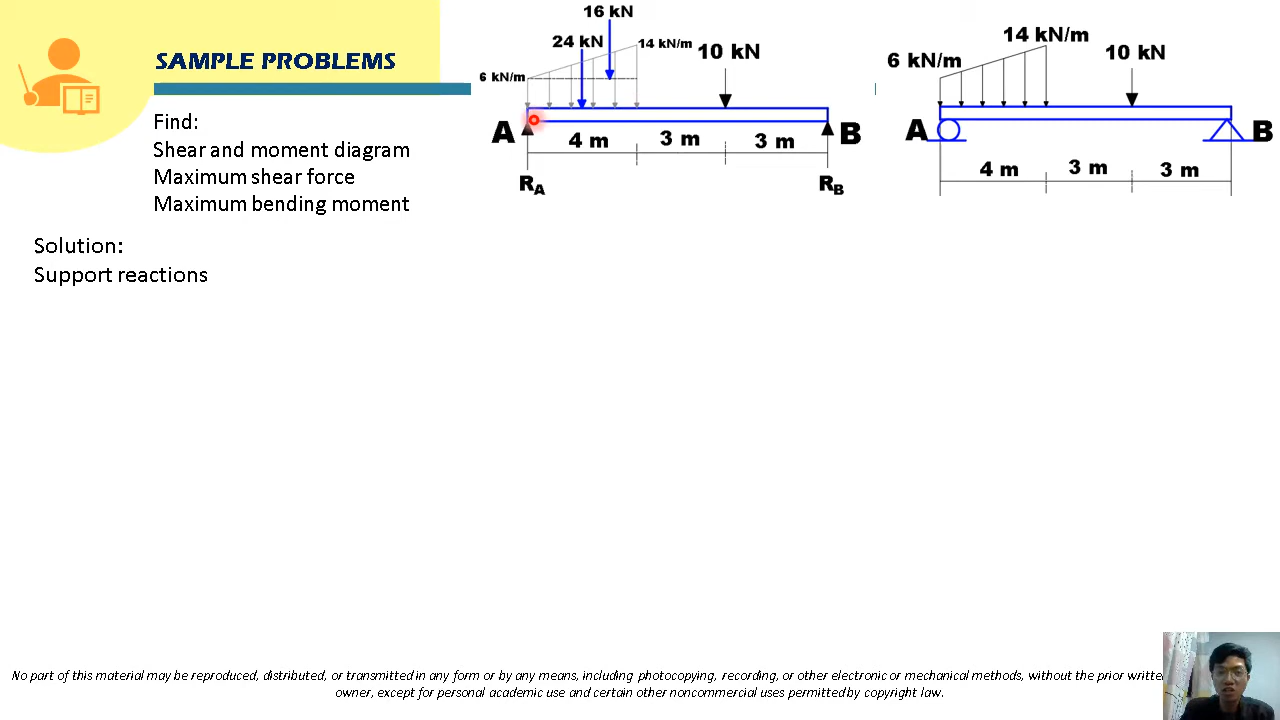 SAMPLE PROBLEMS
Find:
Shear and moment diagram
Maximum shear force
Maximum bending moment
Solution:
Support reactions
16 kN
24 kN
14 kN/m
10 kN
6 kN/m
A
4 m
3 m
3 m
B
RA
RB
14 kN/m
6 kN/m
10 kN
A
4 m
3 m
3 m
B
No part of this material may be reproduced, distributed, or transmitted in any form or by any means, including photocopying, recording, or other electronic or mechanical methods, without the prior
owner, except for personal academic use and certain other noncommercial uses permitted by copyright law.